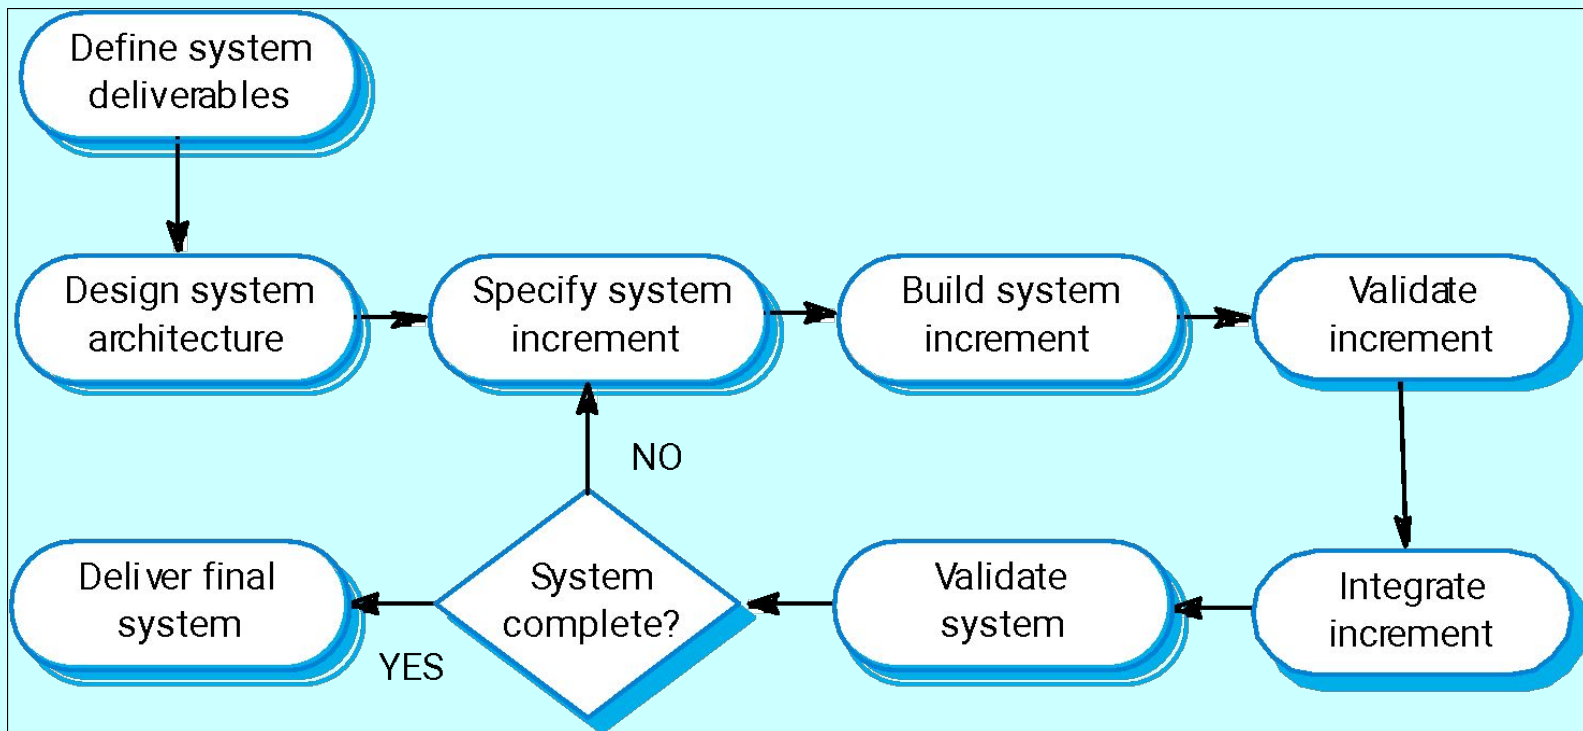 Define system
deliverables
Design system
architecture
Specify system
increment
Build system
increment
Validate
increment
NO
Integrate
increment
Validate
system
System
complete?
YES
Deliver final
system